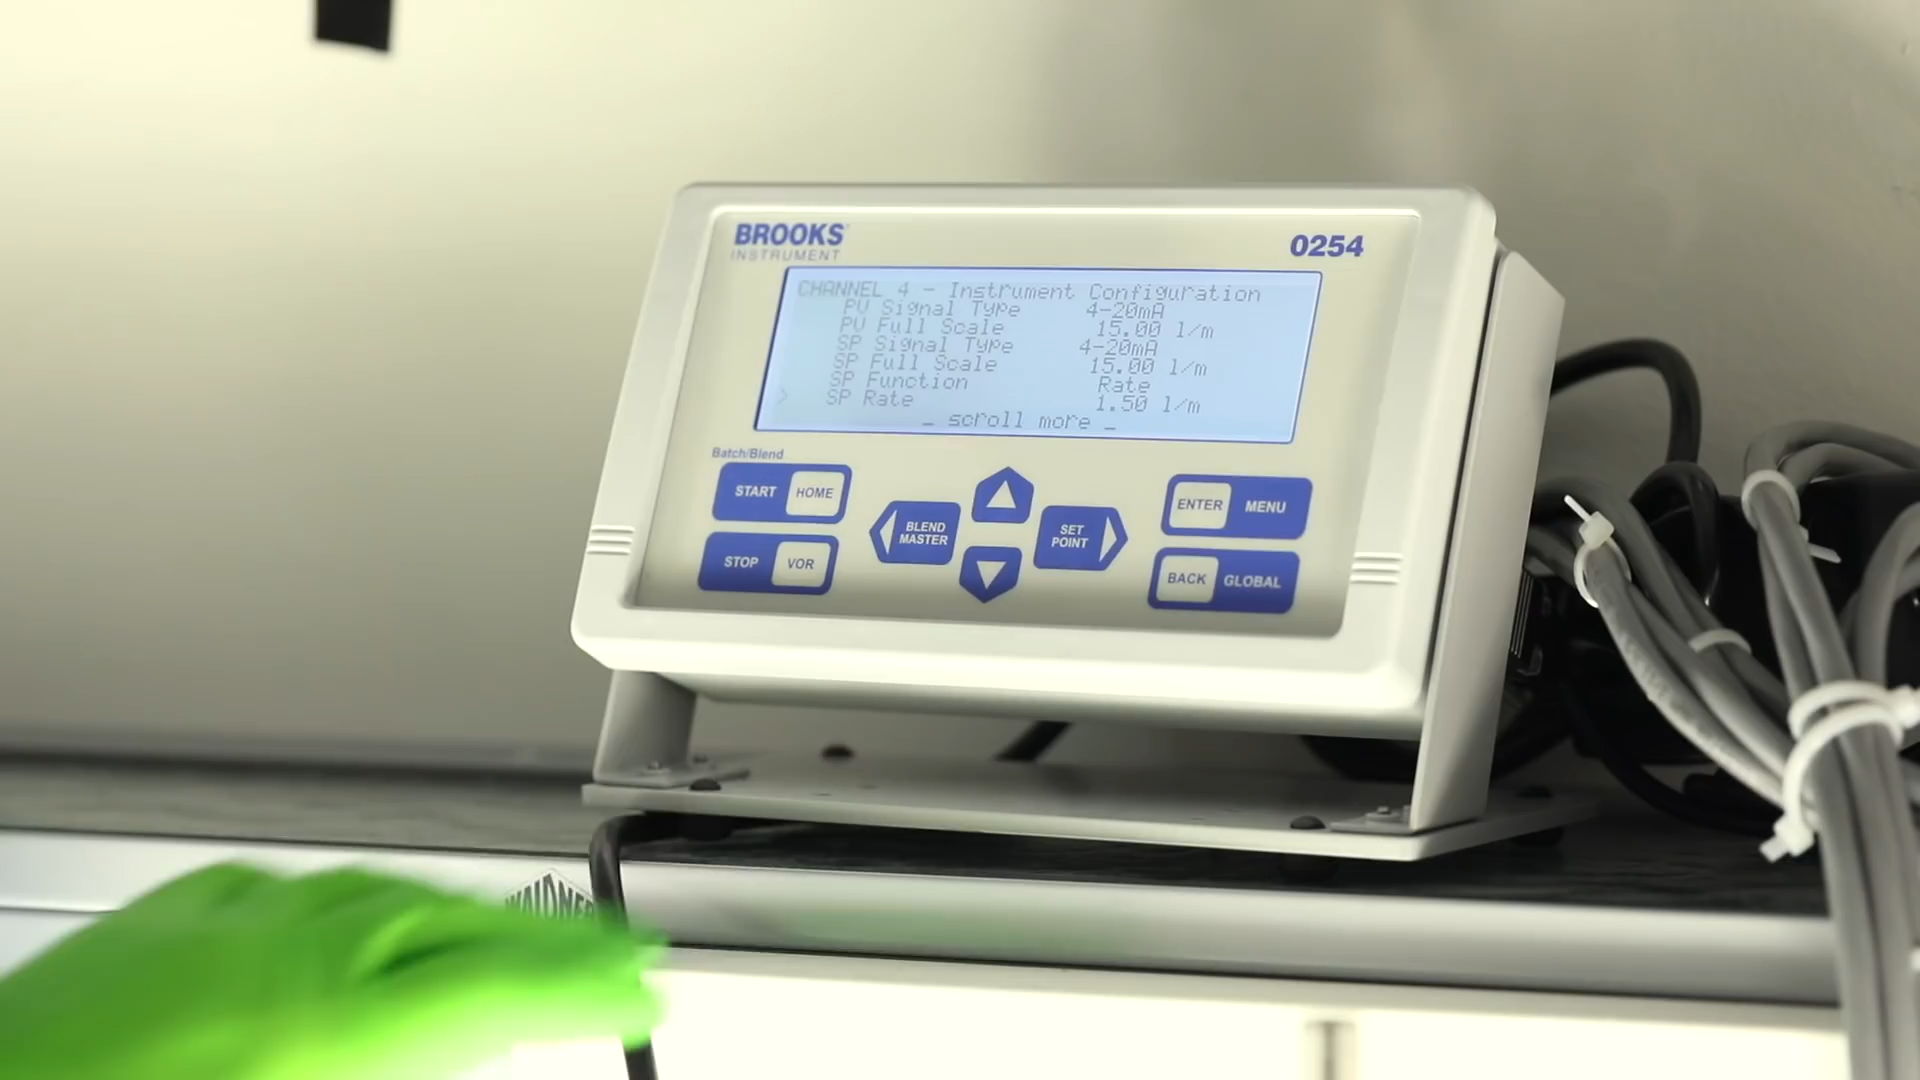 BROOKS
INSTRUMENT
0254
CHANNEL 4 - Instrument Configuration
PV Signal Type 4-20mA
PV Full Scale 15.00 l/m
SP Signal Type 4-20mA
SP Full Scale 15.00 l/m
SP Function Rate
> SP Rate 1.50 l/m
_ scroll more _
Batch/Blend
START HOME
STOP VOR
BLEND
MASTER
SET
POINT
ENTER MENU
BACK GLOBAL
WALDNER